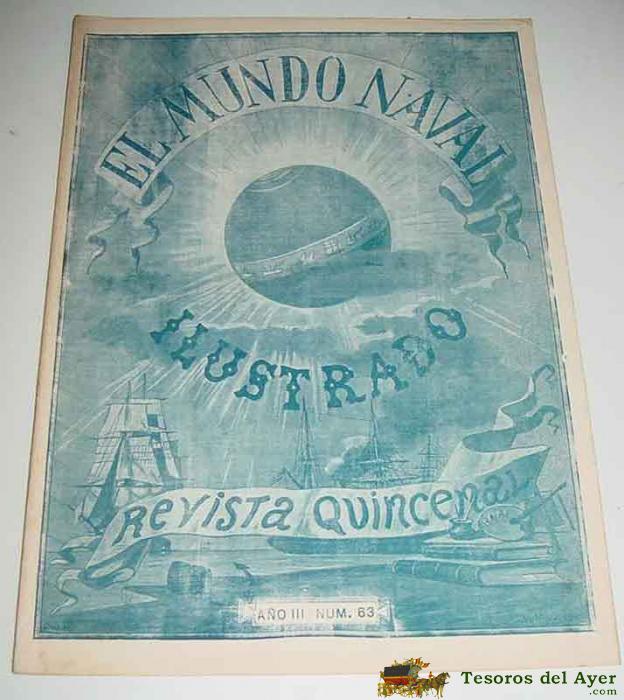 EL MUNDO NAVAL
ILUSTRADO
REVISTA QUINCENAL
AÑO III NUM. 63
Tesoros del Ayer
.com